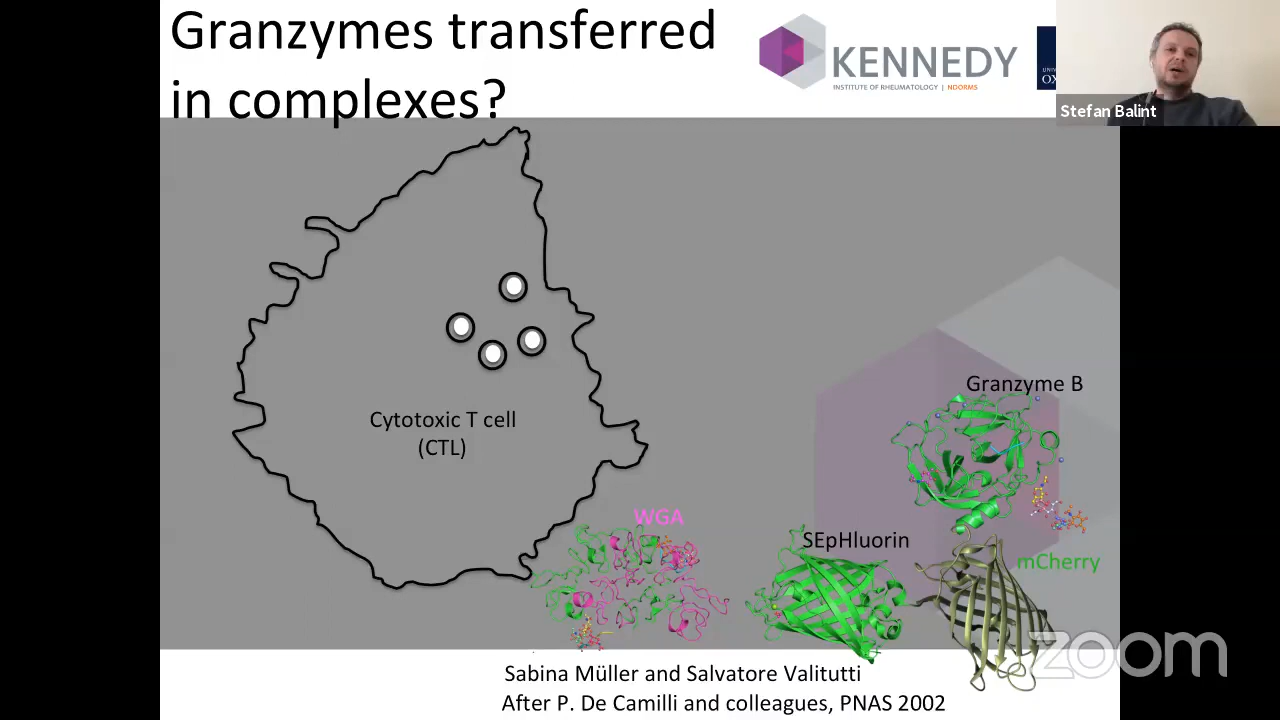 Granzymes transferred
in complexes?
KENNEDY
INSTITUTE OF RHEUMATOLOGY | NDORMS
Stefan Balint
Granzyme B
Cytotoxic T cell
(CTL)
WGA
SEpHluorin
mCherry
zoom
Sabina Müller and Salvatore Valitutti
After P. De Camilli and colleagues, PNAS 2002